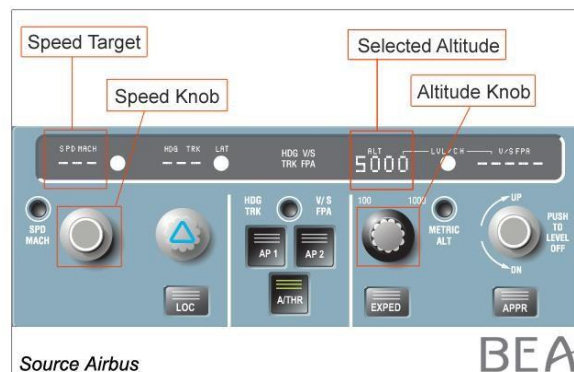 Speed Target
Selected Altitude
Speed Knob
Altitude Knob
SPD MACH
HDG TRK LAT
HDG V/S
TRK FPA
ALT
LVL/CH
V/S FPA
--- --- 5000 -----
SPD
MACH
HDG
TRK
V/S
FPA
100
1000
METRIC
ALT
UP
PUSH
TO
LEVEL
OFF
DN
AP 1
AP 2
A/THR
LOC
EXPED
APPR
Source Airbus
BEA